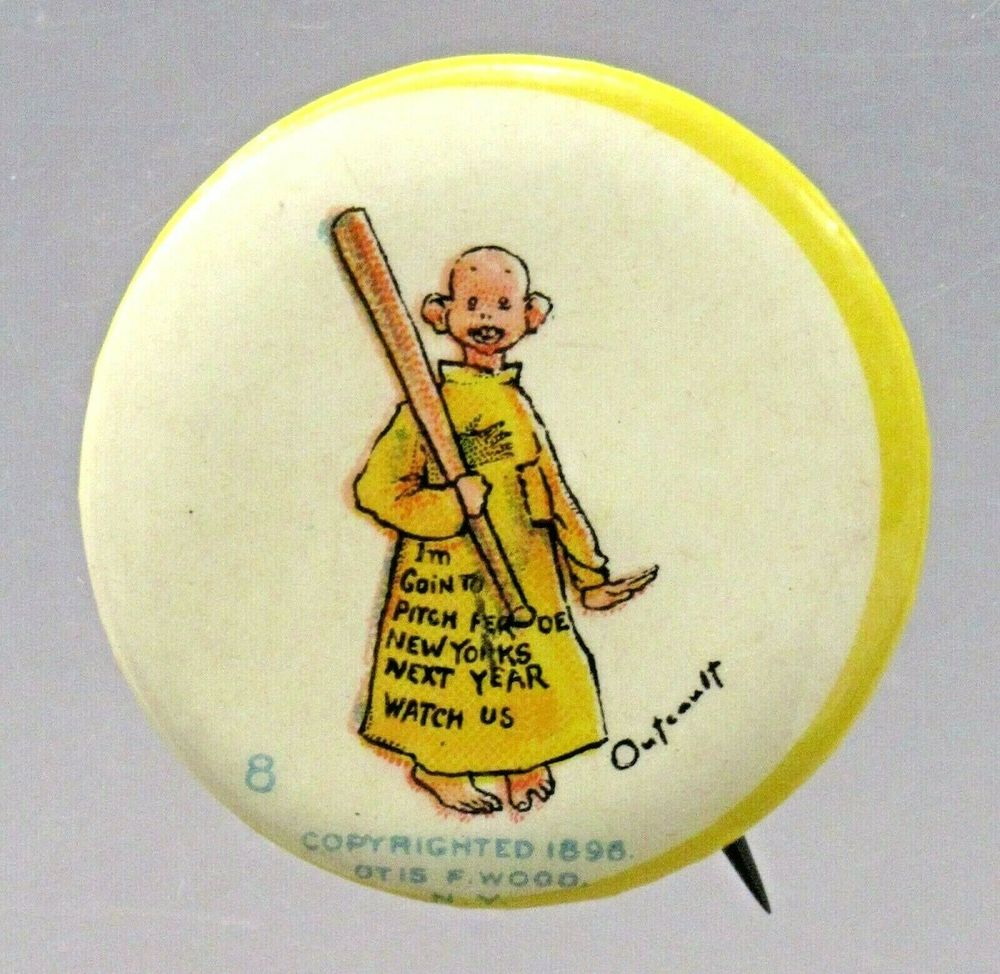 I'm
GOIN TO
PITCH FER DE
NEW YORKS
NEXT YEAR
WATCH US
Outcault
8
COPYRIGHTED 1896.
OTIS F. WOOD.
N. Y.